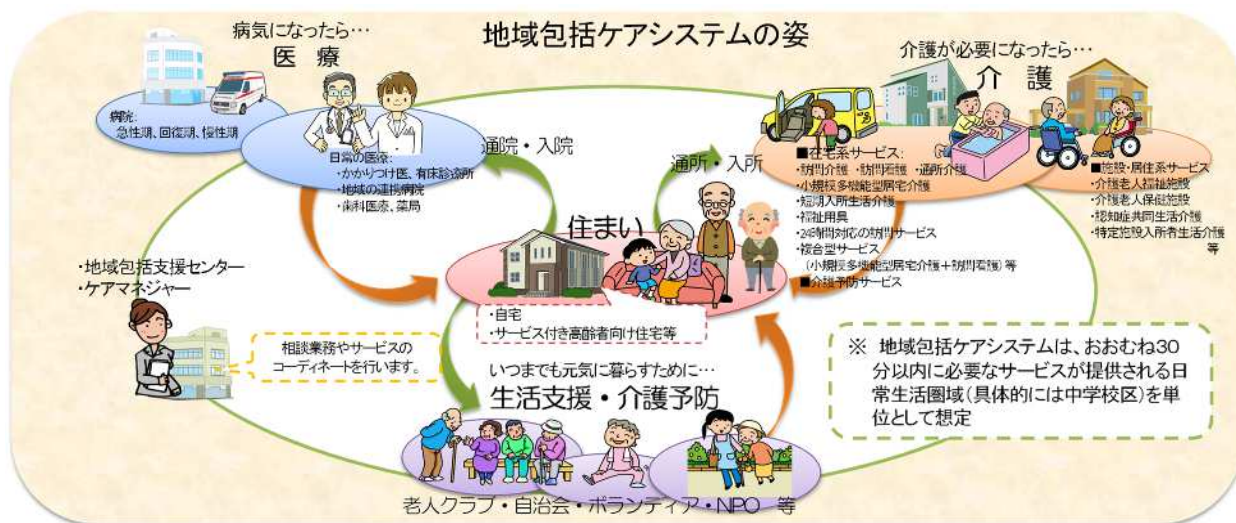 地域包括ケアシステムの姿
病気になったら…
医 療
病院:
急性期、回復期、慢性期
日常の医療:
・かかりつけ医、有床診療所
・地域の連携病院
・歯科医療、薬局
通院・入院
通所・入所
介護が必要になったら…
介 護
■在宅系サービス:
・訪問介護 ・訪問看護 ・通所介護
・小規模多機能型居宅介護
・短期入所生活介護
・福祉用具
・24時間対応の訪問サービス
・複合型サービス
(小規模多機能型居宅介護+訪問看護) 等
■介護予防サービス
■施設・居住系サービス
・介護老人福祉施設
・介護老人保健施設
・認知症共同生活介護
・特定施設入所者生活介護
等
住まい
・自宅
・サービス付き高齢者向け住宅等
・地域包括支援センター
・ケアマネジャー
相談業務やサービスの
コーディネートを行います。
いつまでも元気に暮らすために…
生活支援・介護予防
老人クラブ・自治会・ボランティア・NPO 等
※ 地域包括ケアシステムは、おおむね30
分以内に必要なサービスが提供される日
常生活圏域(具体的には中学校区)を単
位として想定